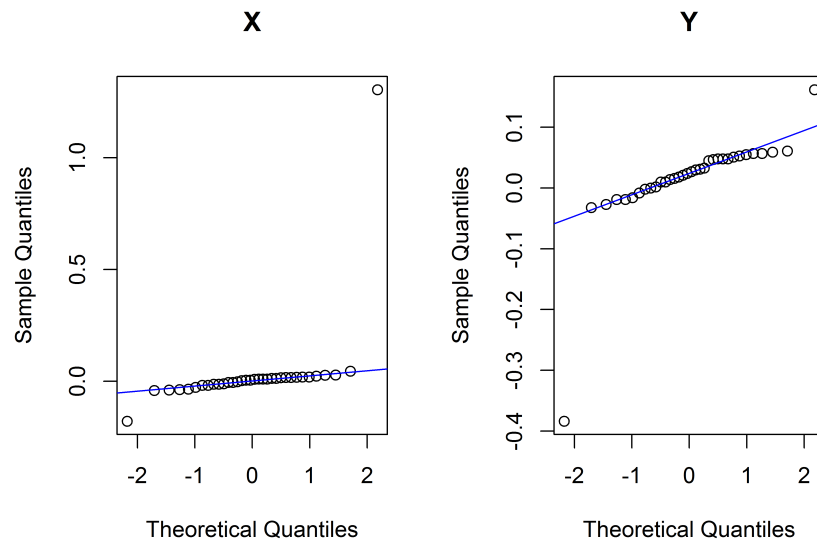 X
Sample Quantiles
1.0
0.5
0.0
-2 -1 0 1 2
Theoretical Quantiles
Y
Sample Quantiles
0.1
0.0
-0.1
-0.2
-0.3
-0.4
-2 -1 0 1 2
Theoretical Quantiles